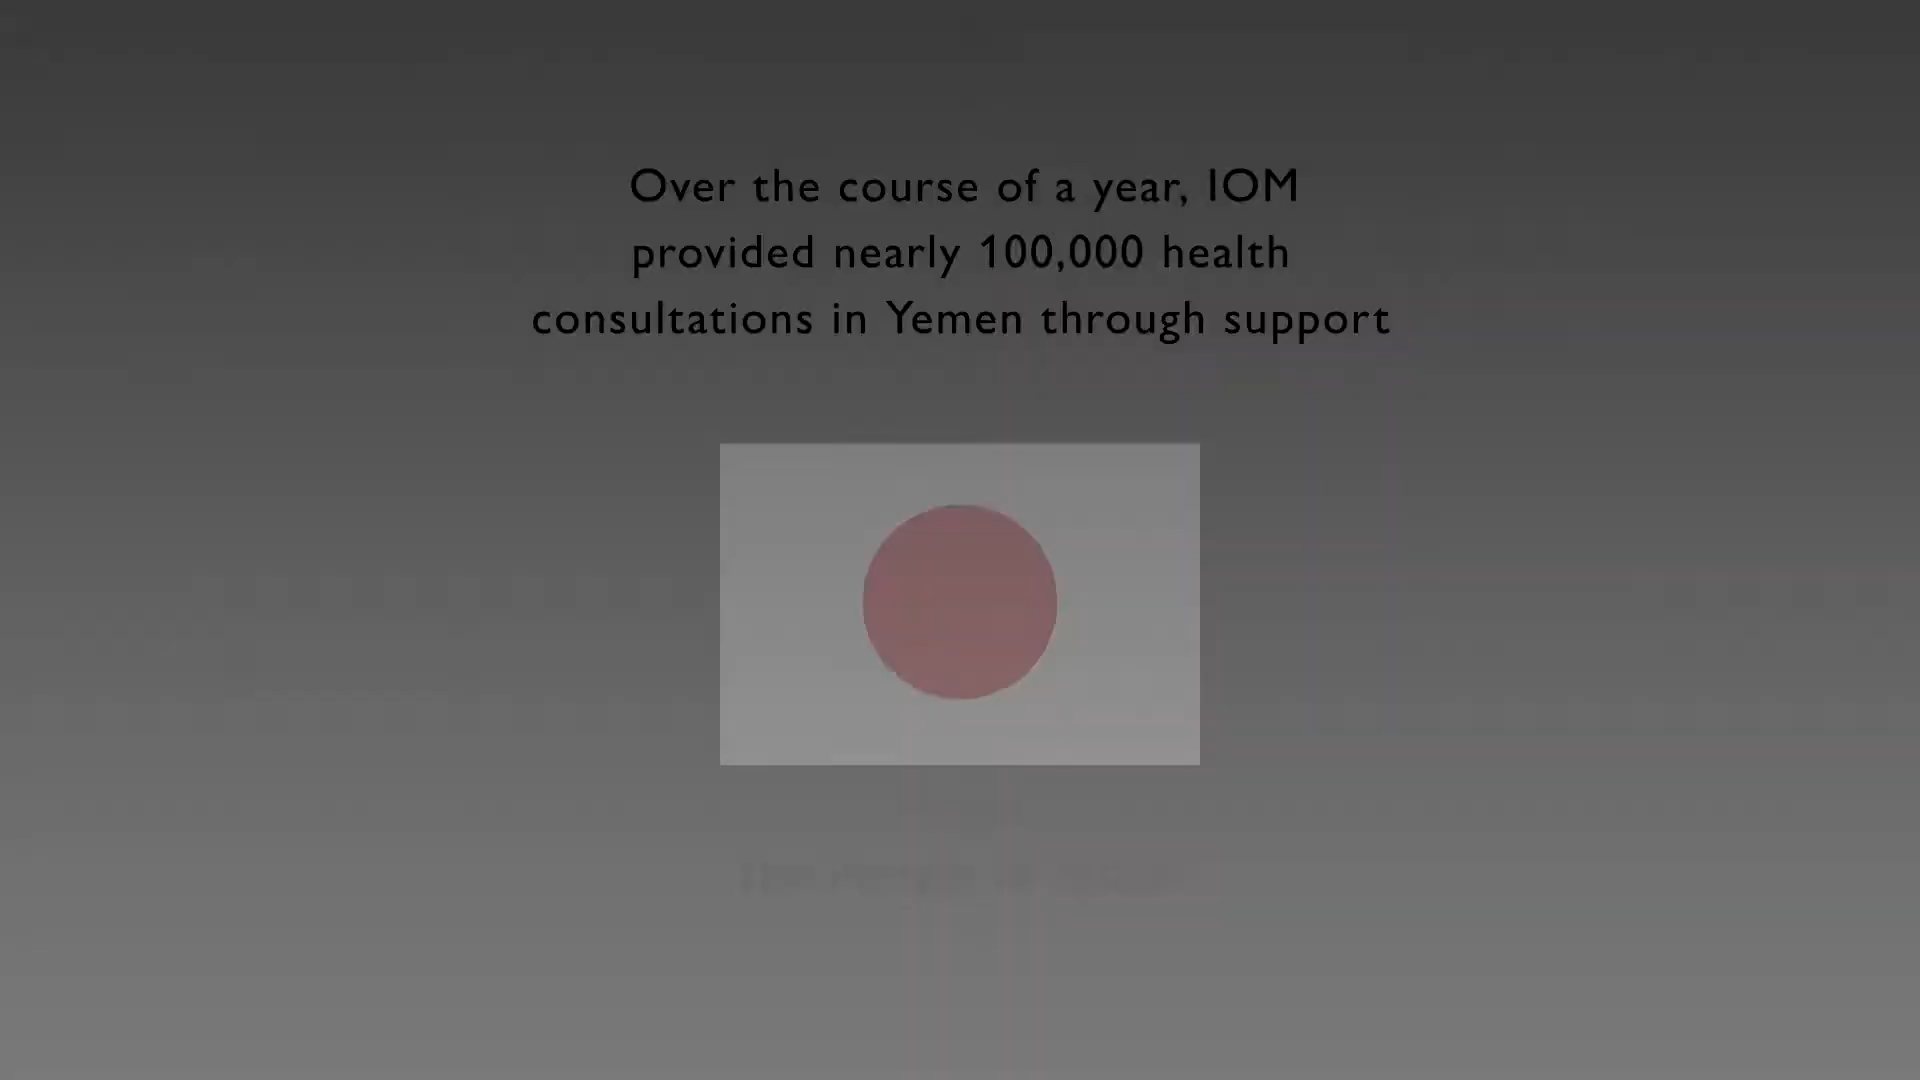 Over the course of a year, IOM
provided nearly 100,000 health
consultations in Yemen through support